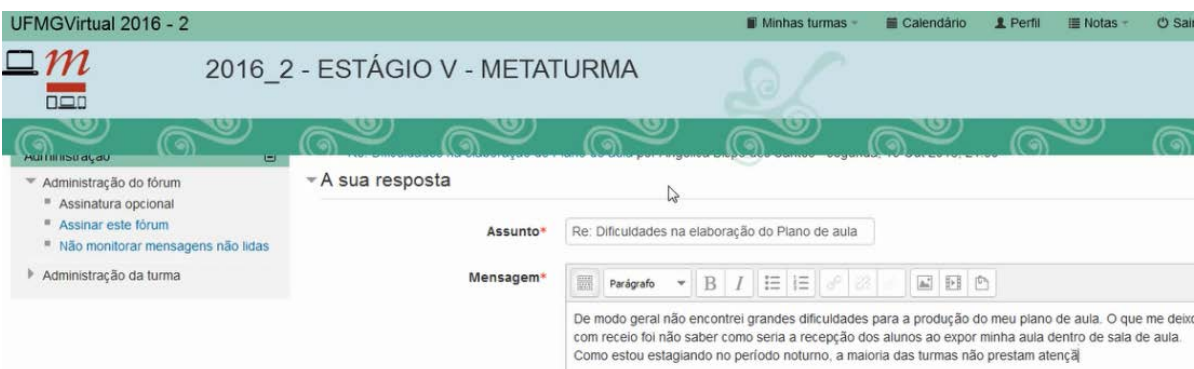 UFMGVirtual 2016 - 2
Minhas turmas
Calendário
Perfil
Notas
Sair
m
2016_2 - ESTÁGIO V - METATURMA
Administração
Administração do fórum
Assinatura opcional
Assinar este fórum
Não monitorar mensagens não lidas
Administração da turma
A sua resposta
Assunto*
Re: Dificuldades na elaboração do Plano de aula
Mensagem*
Parágrafo
B
I
De modo geral não encontrei grandes dificuldades para a produção do meu plano de aula. O que me deixo
com receio foi não saber como seria a recepção dos alunos ao expor minha aula dentro de sala de aula.
Como estou estagiando no período noturno, a maioria das turmas não prestam atençã